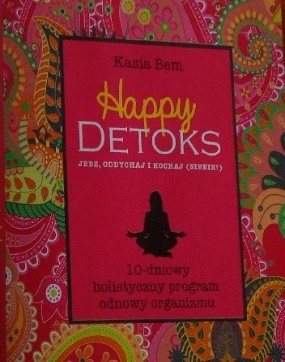 Kasia Bem
Happy
DETOKS
JEDZ, ODDYCHAJ I KOCHAJ (SIEBIE!)
10-dniowy
holistyczny program
odnowy organizmu